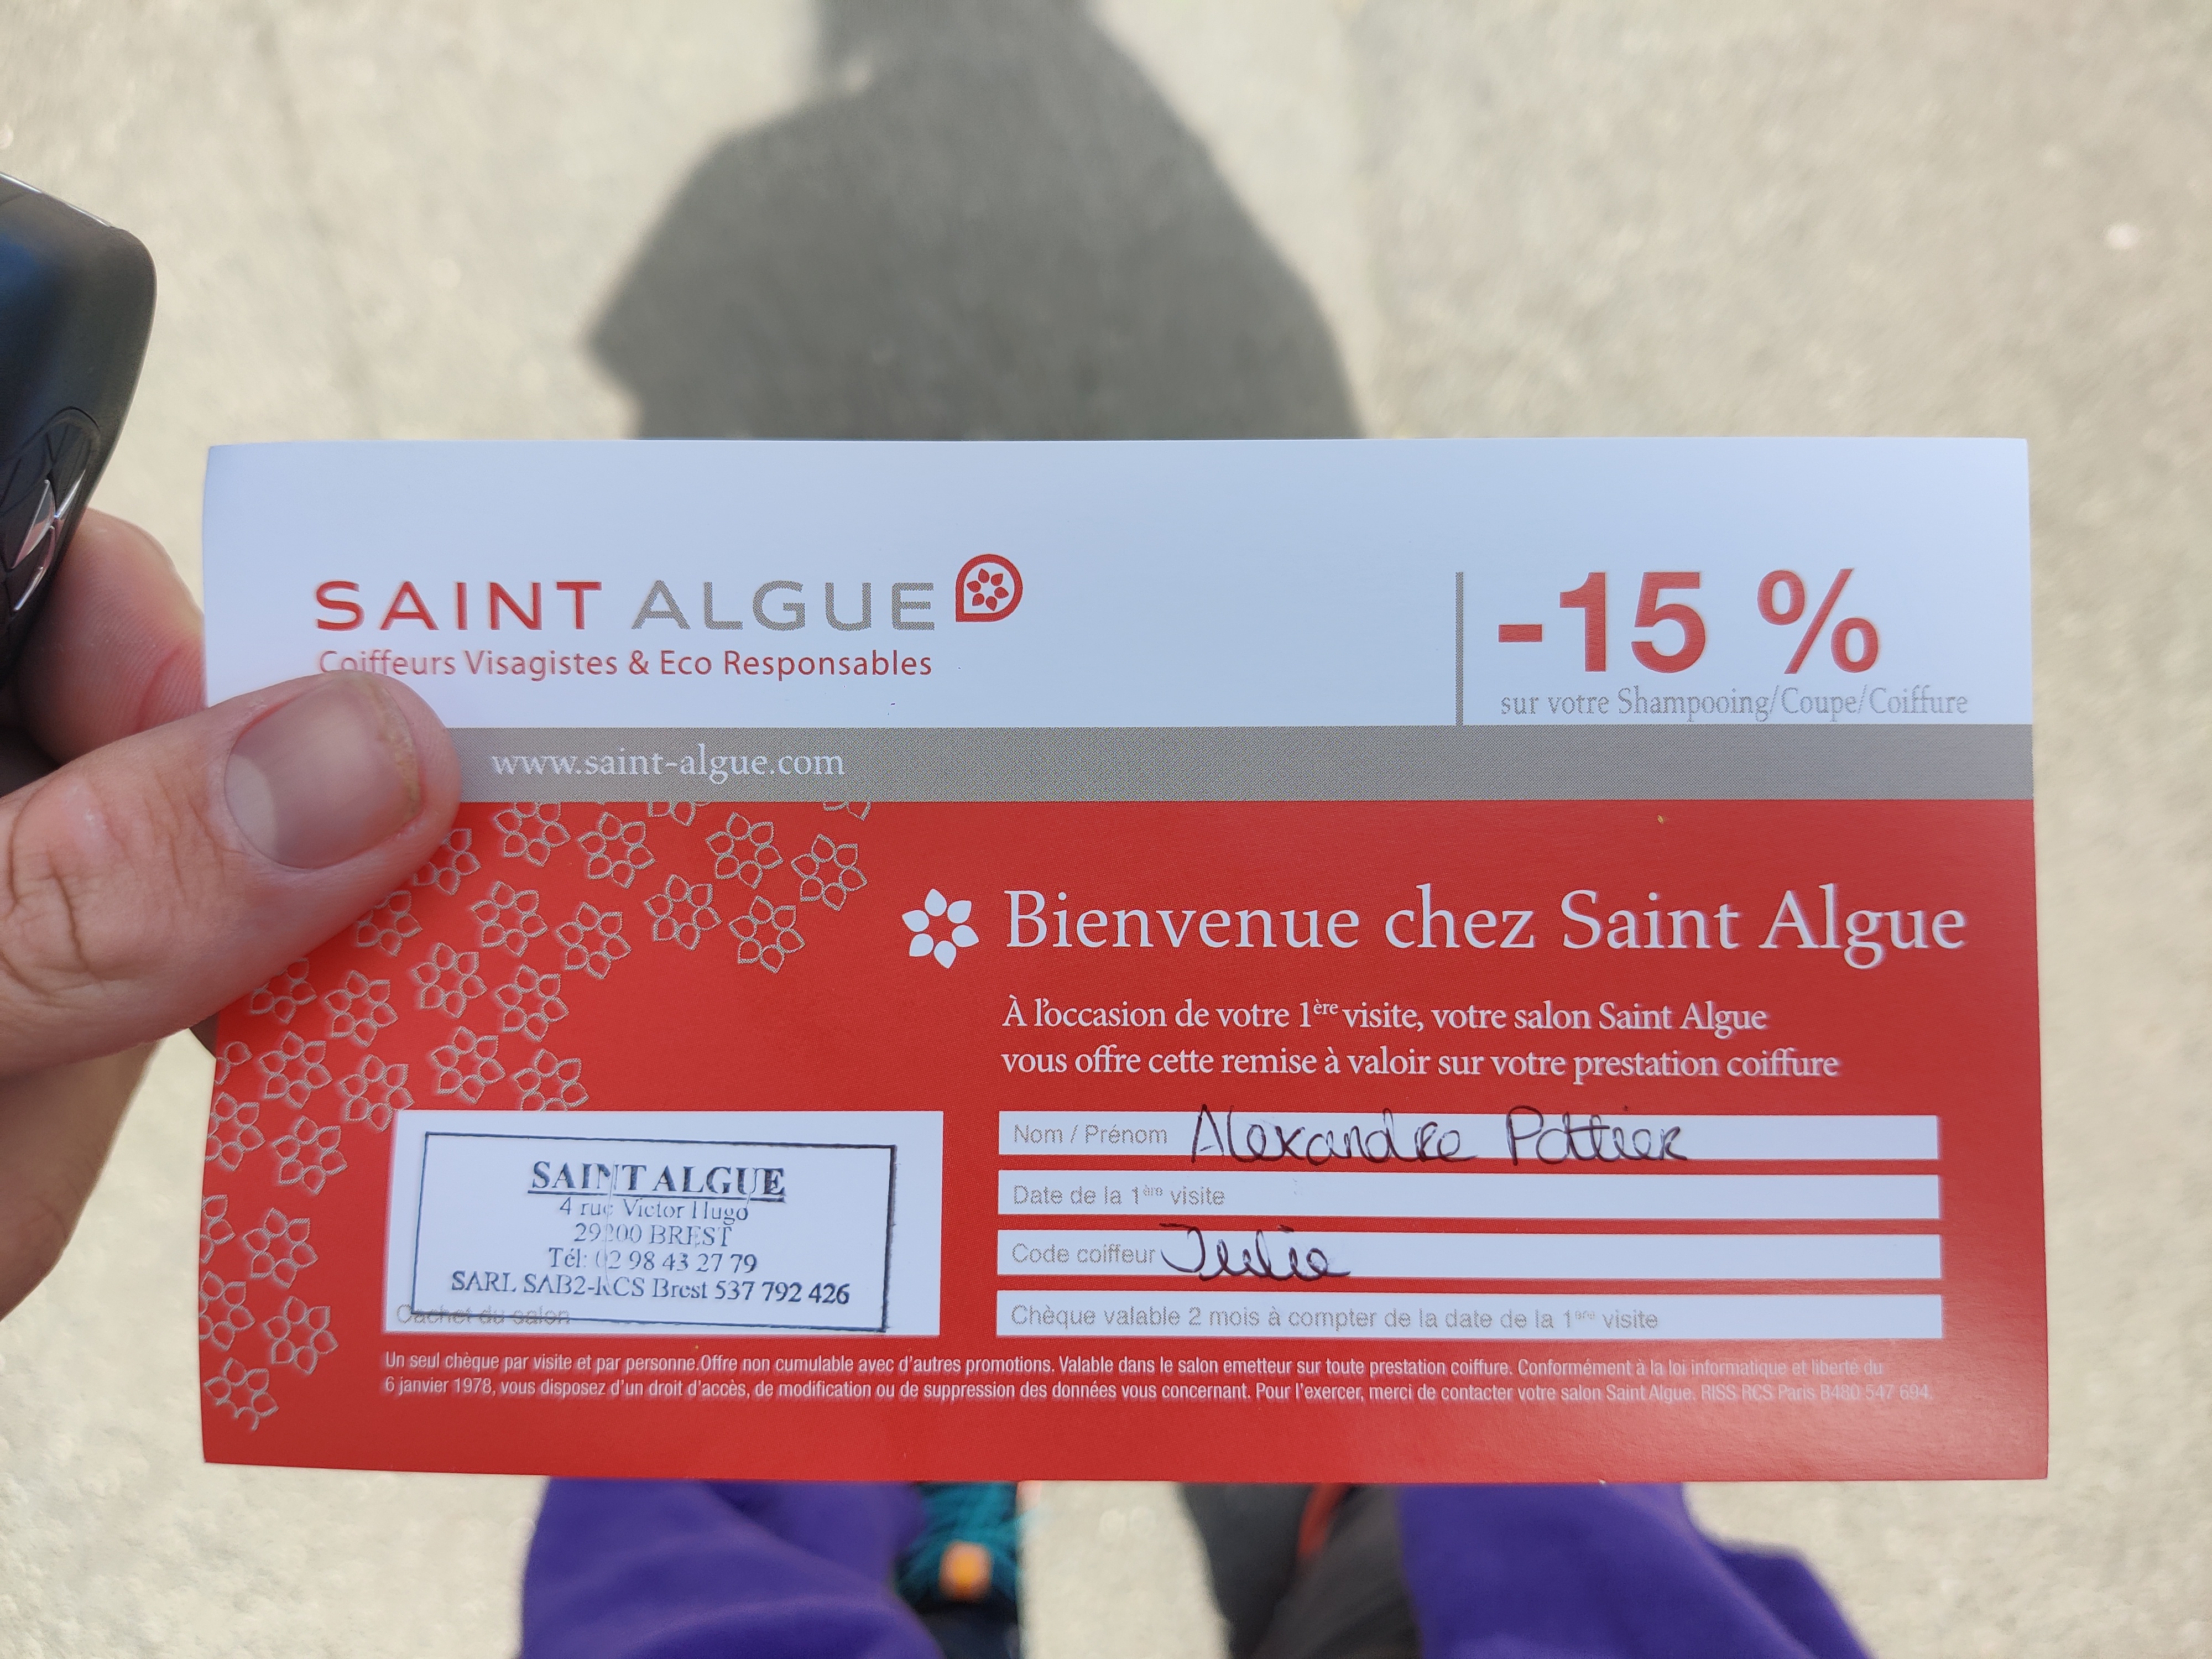 SAINT ALGUE
Coiffeurs Visagistes & Eco Responsables
-15 %
sur votre Shampooing/Coupe/Coiffure
www.saint-algue.com
Bienvenue chez Saint Algue
À l'occasion de votre 1ère visite, votre salon Saint Algue
vous offre cette remise à valoir sur votre prestation coiffure
Nom / Prénom Alexandre Pottier
Date de la 1ère visite
Code coiffeur Julie
Chèque valable 2 mois à compter de la date de la 1ère visite
SAINT ALGUE
4 rue Victor Hugo
29200 BREST
Tél: 02 98 43 27 79
SARL SAB2-RCS Brest 537 792 426
Cachet du salon
Un seul chèque par visite et par personne.Offre non cumulable avec d'autres promotions. Valable dans le salon emetteur sur toute prestation coiffure. Conformément à la loi informatique et liberté du
6 janvier 1978, vous disposez d'un droit d'accès, de modification ou de suppression des données vous concernant. Pour l'exercer, merci de contacter votre salon Saint Algue. RISS RCS Paris B480 547 694.